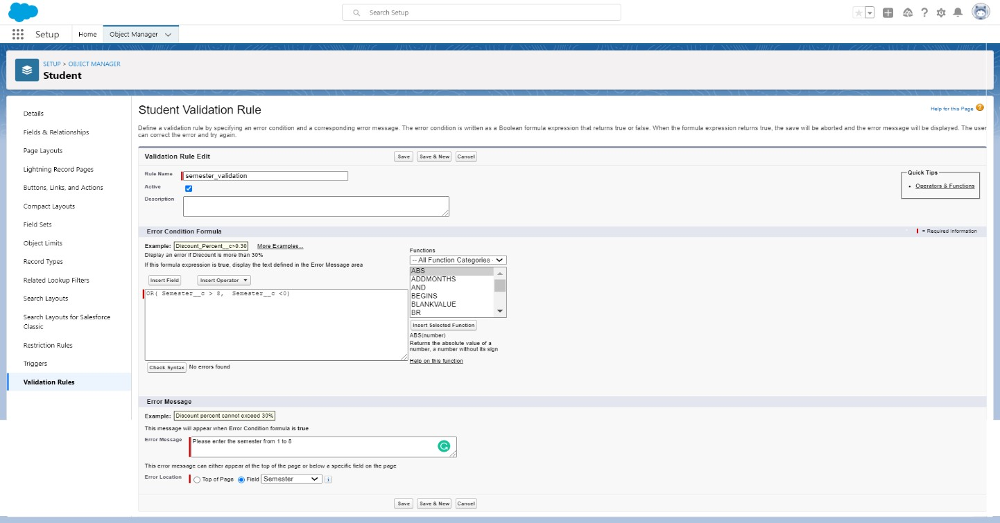 Search Setup
Setup
Home
Object Manager
SETUP > OBJECT MANAGER
Student
Details
Fields & Relationships
Page Layouts
Lightning Record Pages
Buttons, Links, and Actions
Compact Layouts
Field Sets
Object Limits
Record Types
Related Lookup Filters
Search Layouts
Search Layouts for Salesforce
Classic
Restriction Rules
Triggers
Validation Rules
Student Validation Rule
Help for this Page
Define a validation rule by specifying an error condition and a corresponding error message. The error condition is written as a Boolean formula expression that returns true or false. When the formula expression returns true, the save will be aborted and the error message will be displayed. The user
can correct the error and try again.
Validation Rule Edit
Save
Save & New
Cancel
Rule Name
semester_validation
Active
Description
Quick Tips
• Operators & Functions
Error Condition Formula
= Required Information
Example: Discount_Percent__c>0.30 More Examples...
Display an error if Discount is more than 30%
If this formula expression is true, display the text defined in the Error Message area
Insert Field
Insert Operator
OR( Semester__c > 8,  Semester__c <0)
Check Syntax
No errors found
Functions
-- All Function Categories -
ABS
ADDMONTHS
AND
BEGINS
BLANKVALUE
BR
Insert Selected Function
ABS(number)
Returns the absolute value of a
number, a number without its sign
Help on this function
Error Message
Example: Discount percent cannot exceed 30%
This message will appear when Error Condition formula is true
Error Message
Please enter the semester from 1 to 8
This error message can either appear at the top of the page or below a specific field on the page
Error Location
Top of Page
Field
Semester
i
Save
Save & New
Cancel